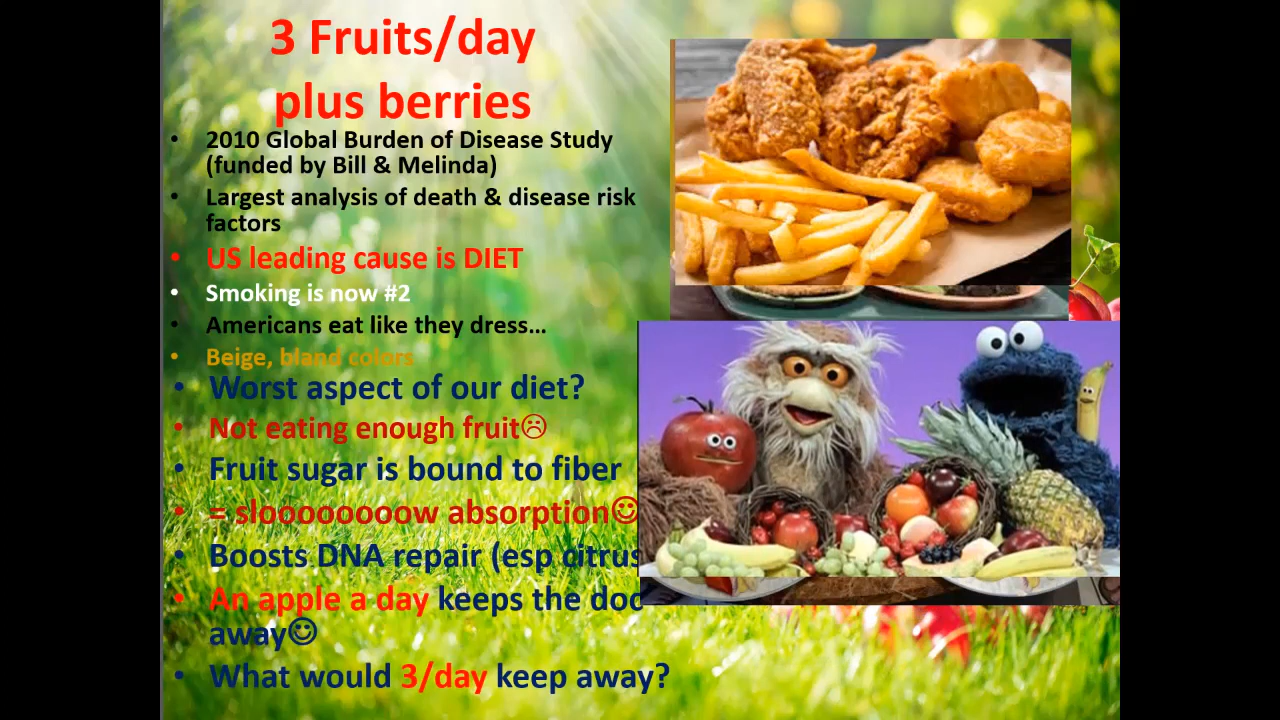 3 Fruits/day
plus berries
• 2010 Global Burden of Disease Study
(funded by Bill & Melinda)
• Largest analysis of death & disease risk
factors
• US leading cause is DIET
• Smoking is now #2
• Americans eat like they dress...
• Beige, bland colors
• Worst aspect of our diet?
• Not eating enough fruit☹
• Fruit sugar is bound to fiber
• = slooooooow absorption☺
• Boosts DNA repair (esp citrus
• An apple a day keeps the doc
away☺
• What would 3/day keep away?